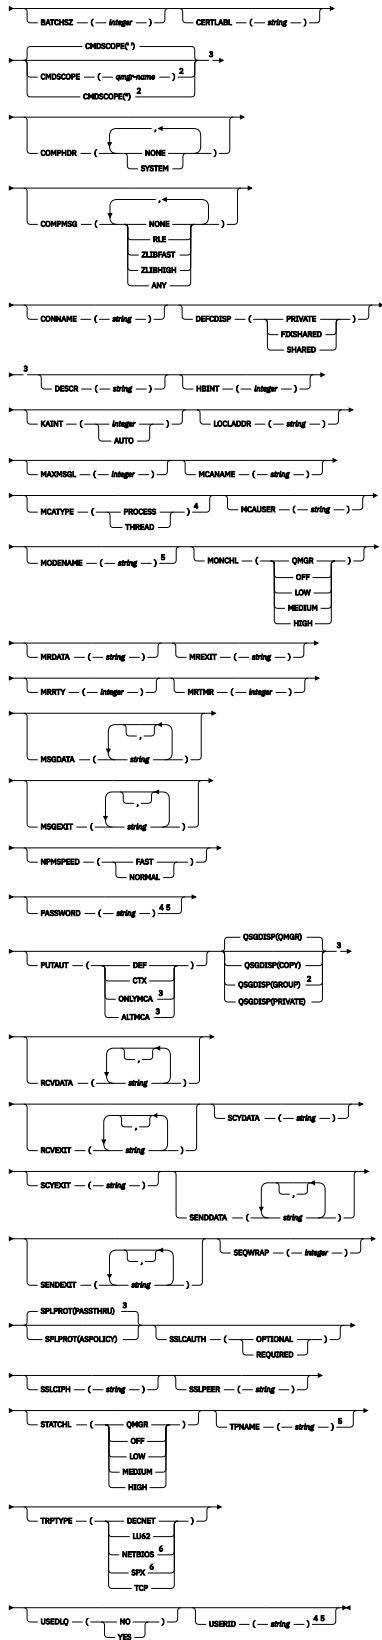 BATCHSZ ( integer ) CERTLABL ( string )
CMDSCOPE(' ') 3
CMDSCOPE ( qmgr-name ) 2
CMDSCOPE(*) 2
COMPHDR ( , NONE )
SYSTEM
COMPMSG ( , NONE )
RLE
ZLIBFAST
ZLIBHIGH
ANY
CONNAME ( string ) DEFCDISP ( PRIVATE )
FIXSHARED
SHARED
3 DESCR ( string ) HBINT ( integer )
KAINT ( integer ) LOCLADDR ( string )
AUTO
MAXMSGL ( integer ) MCANAME ( string )
MCATYPE ( PROCESS ) 4 MCAUSER ( string )
THREAD
MODENAME ( string ) 5 MONCHL ( QMGR )
OFF
LOW
MEDIUM
HIGH
MRDATA ( string ) MREXIT ( string )
MRRTY ( integer ) MRTMR ( integer )
MSGDATA ( , string )
MSGEXIT ( , string )
NPMSPEED ( FAST )
NORMAL
PASSWORD ( string ) 4 5
PUTAUT ( DEF ) QSGDISP(QMGR) 3
CTX QSGDISP(COPY)
ONLYMCA 3 QSGDISP(GROUP) 2
ALTMCA 3 QSGDISP(PRIVATE)
RCVDATA ( , string )
RCVEXIT ( , string ) SCYDATA ( string )
SCYEXIT ( string ) SENDDATA ( , string )
SENDEXIT ( , string ) SEQWRAP ( integer )
SPLPROT(PASSTHRU) 3
SPLPROT(ASPOLICY) SSLCAUTH ( OPTIONAL )
REQUIRED
SSLCIPH ( string ) SSLPEER ( string )
STATCHL ( QMGR ) TPNAME ( string ) 5
OFF
LOW
MEDIUM
HIGH
TRPTYPE ( DECNET )
LU62
NETBIOS 6
SPX 6
TCP
USEDLQ ( NO ) USERID ( string ) 4 5
YES